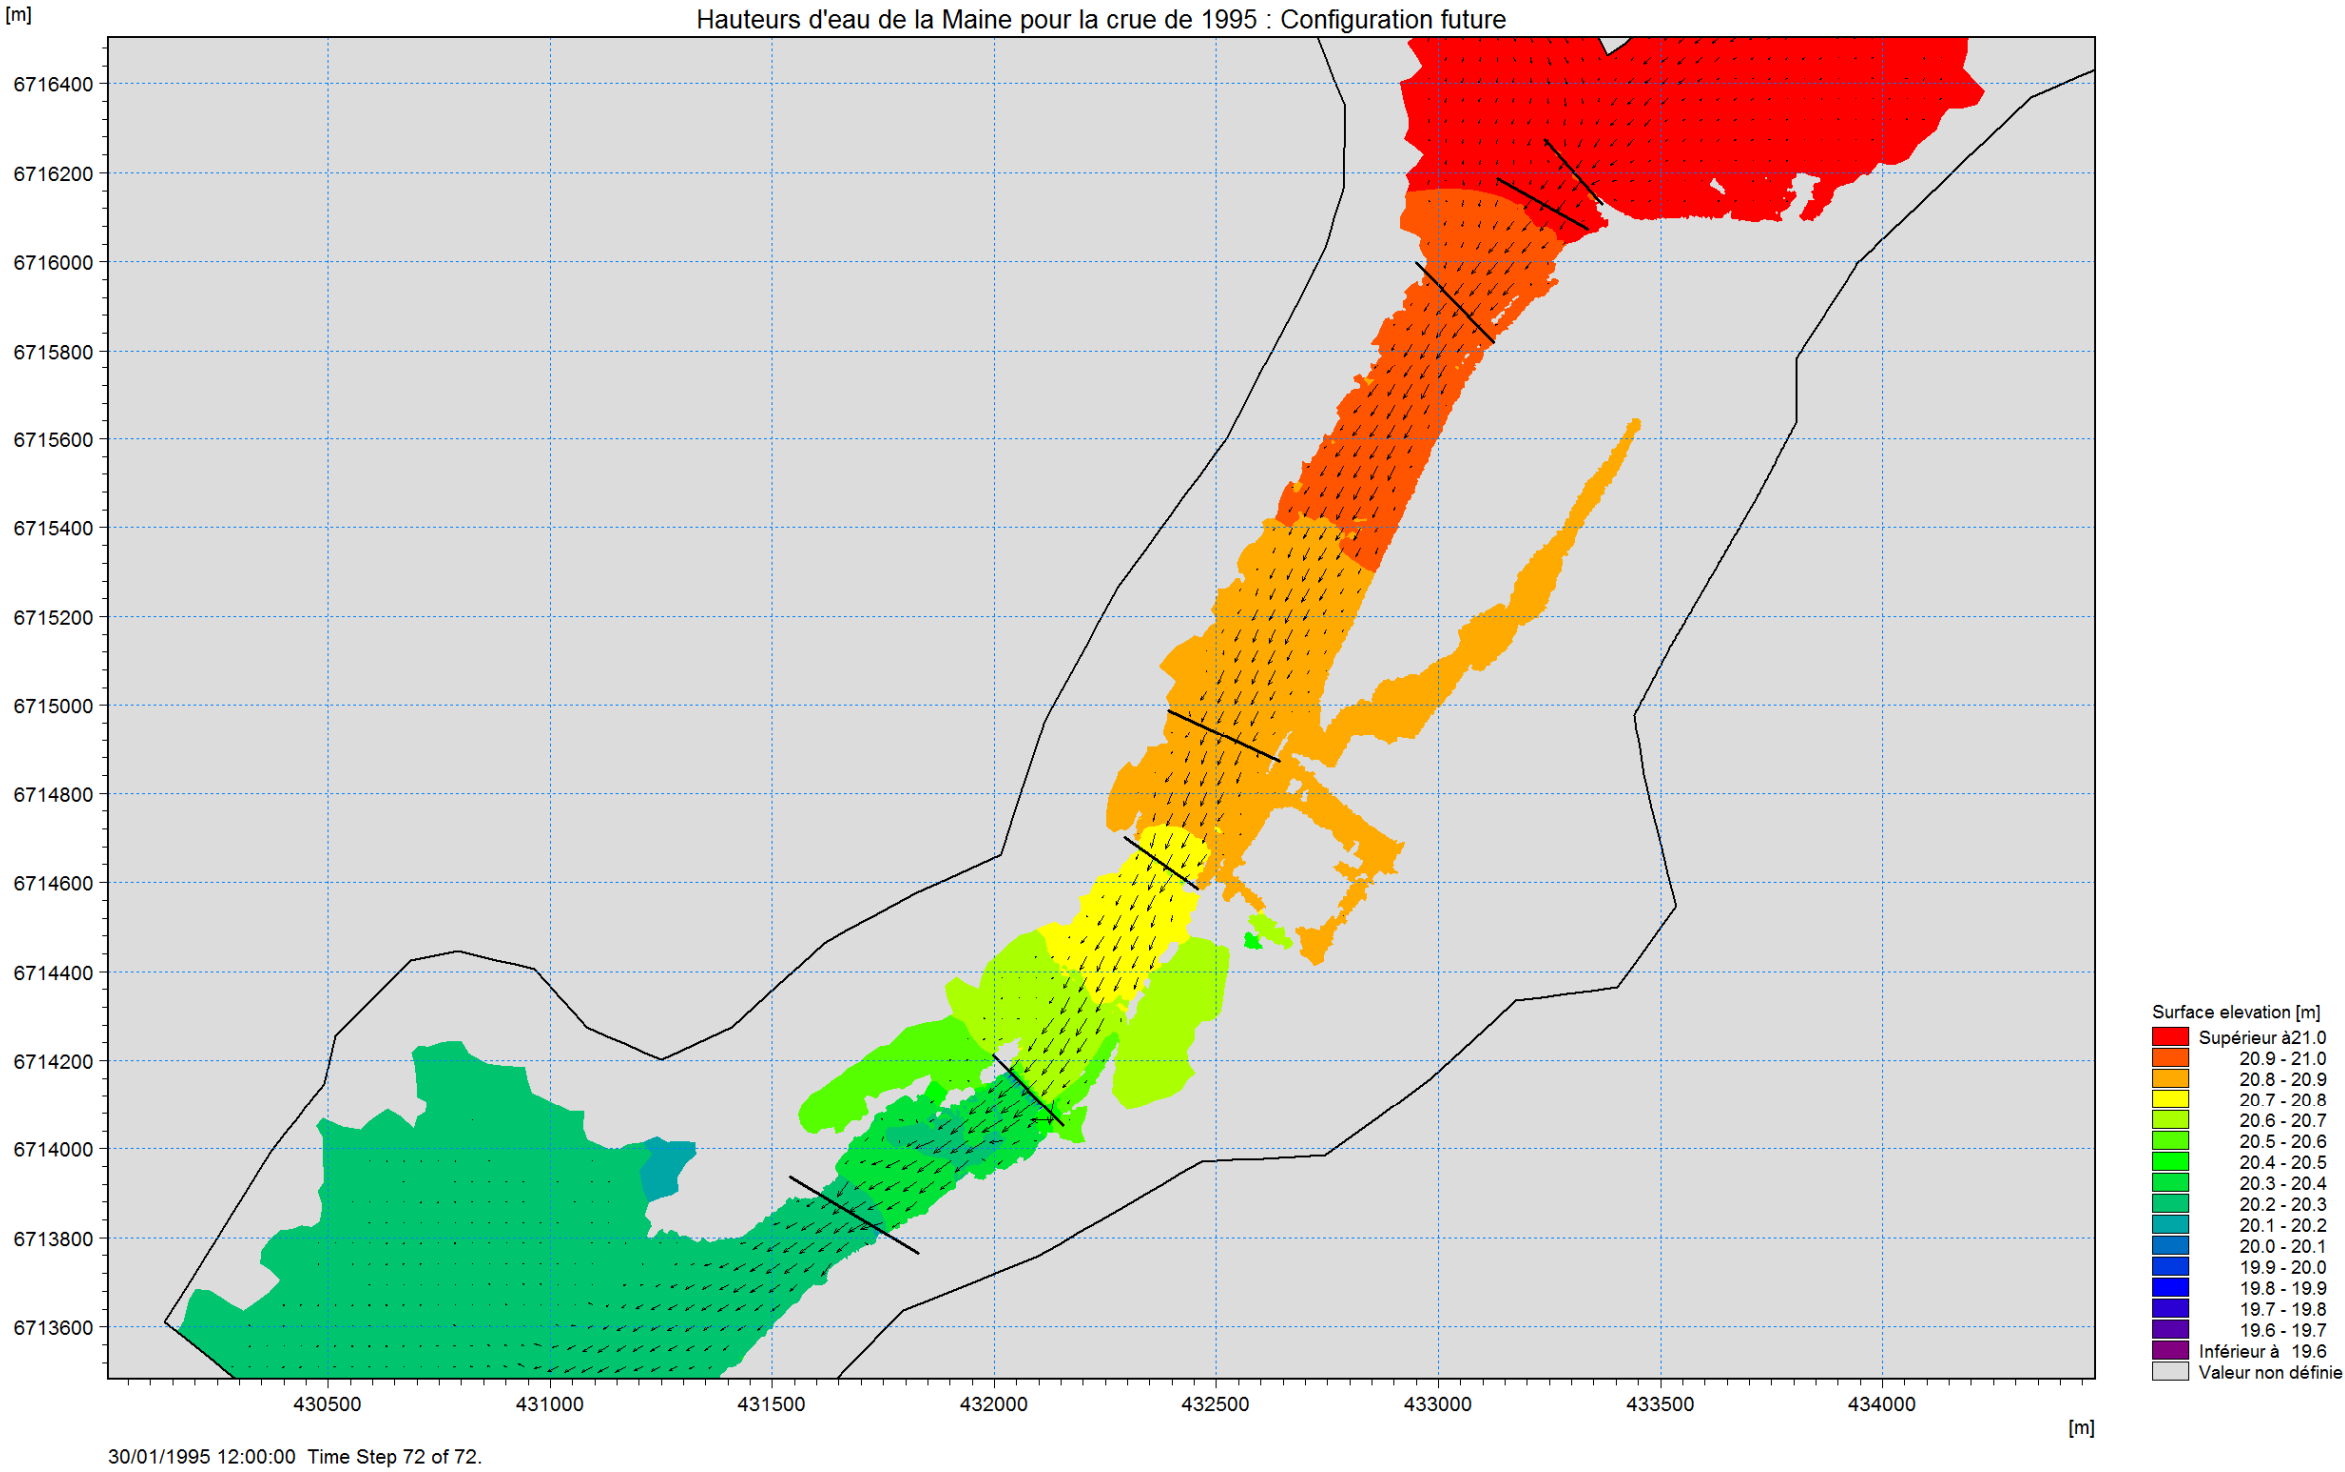 [m]
Hauteurs d'eau de la Maine pour la crue de 1995 : Configuration future
6716400
6716200
6716000
6715800
6715600
6715400
6715200
6715000
6714800
6714600
6714400
6714200
6714000
6713800
6713600
430500 431000 431500 432000 432500 433000 433500 434000
[m]
Surface elevation [m]
Supérieur à21.0
20.9 - 21.0
20.8 - 20.9
20.7 - 20.8
20.6 - 20.7
20.5 - 20.6
20.4 - 20.5
20.3 - 20.4
20.2 - 20.3
20.1 - 20.2
20.0 - 20.1
19.9 - 20.0
19.8 - 19.9
19.7 - 19.8
19.6 - 19.7
Inférieur à 19.6
Valeur non définie
30/01/1995 12:00:00 Time Step 72 of 72.